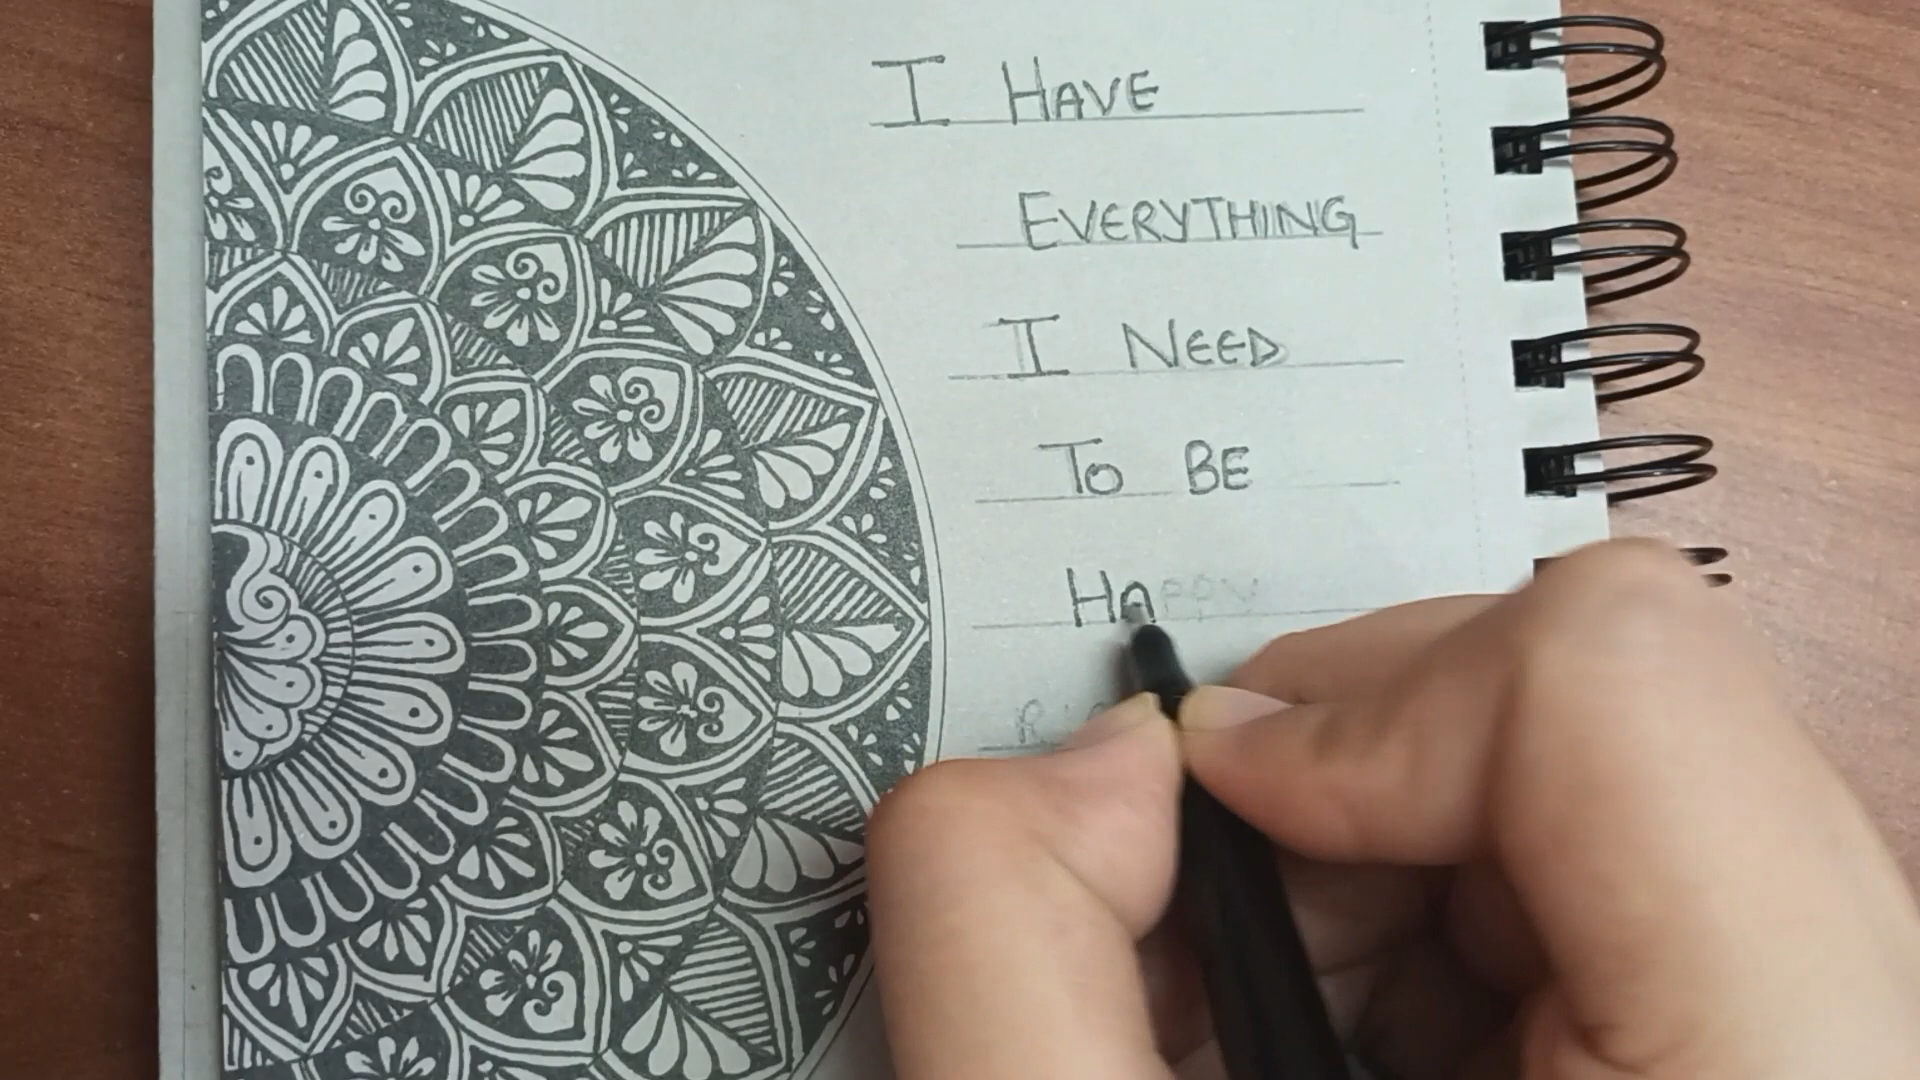 I HAVE
EVERYTHING
I NEED
TO BE
HAPPY